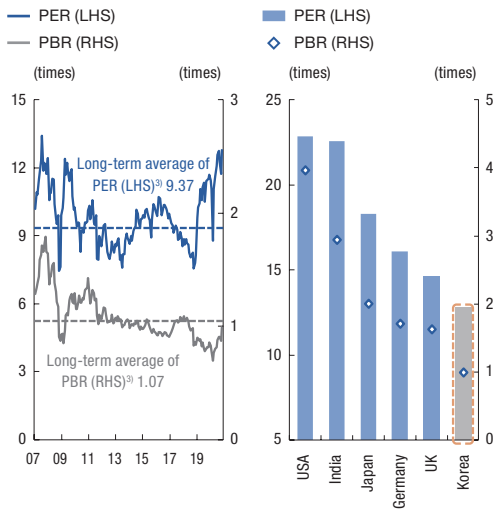 PER (LHS)
PBR (RHS)
(times)
(times)
15
12
9
6
3
0
3
2
1
0
Long-term average of
PER (LHS)³⁾ 9.37
Long-term average of
PBR (RHS)³⁾ 1.07
07 09 11 13 15 17 19
PER (LHS)
PBR (RHS)
(times)
(times)
25
20
15
10
5
5
4
3
2
1
0
USA
India
Japan
Germany
UK
Korea